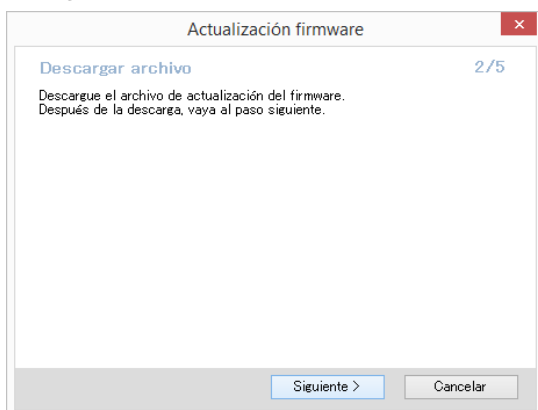 Actualización firmware
Descargar archivo
2/5
Descargue el archivo de actualización del firmware.
Después de la descarga, vaya al paso siguiente.
Siguiente >
Cancelar